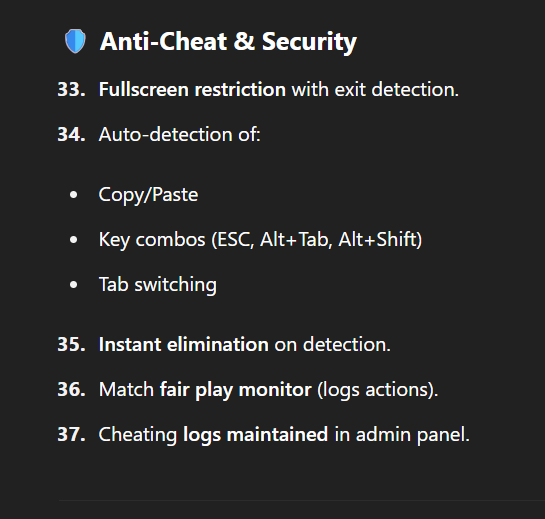 🛡️ Anti-Cheat & Security
33. Fullscreen restriction with exit detection.
34. Auto-detection of:
• Copy/Paste
• Key combos (ESC, Alt+Tab, Alt+Shift)
• Tab switching
35. Instant elimination on detection.
36. Match fair play monitor (logs actions).
37. Cheating logs maintained in admin panel.